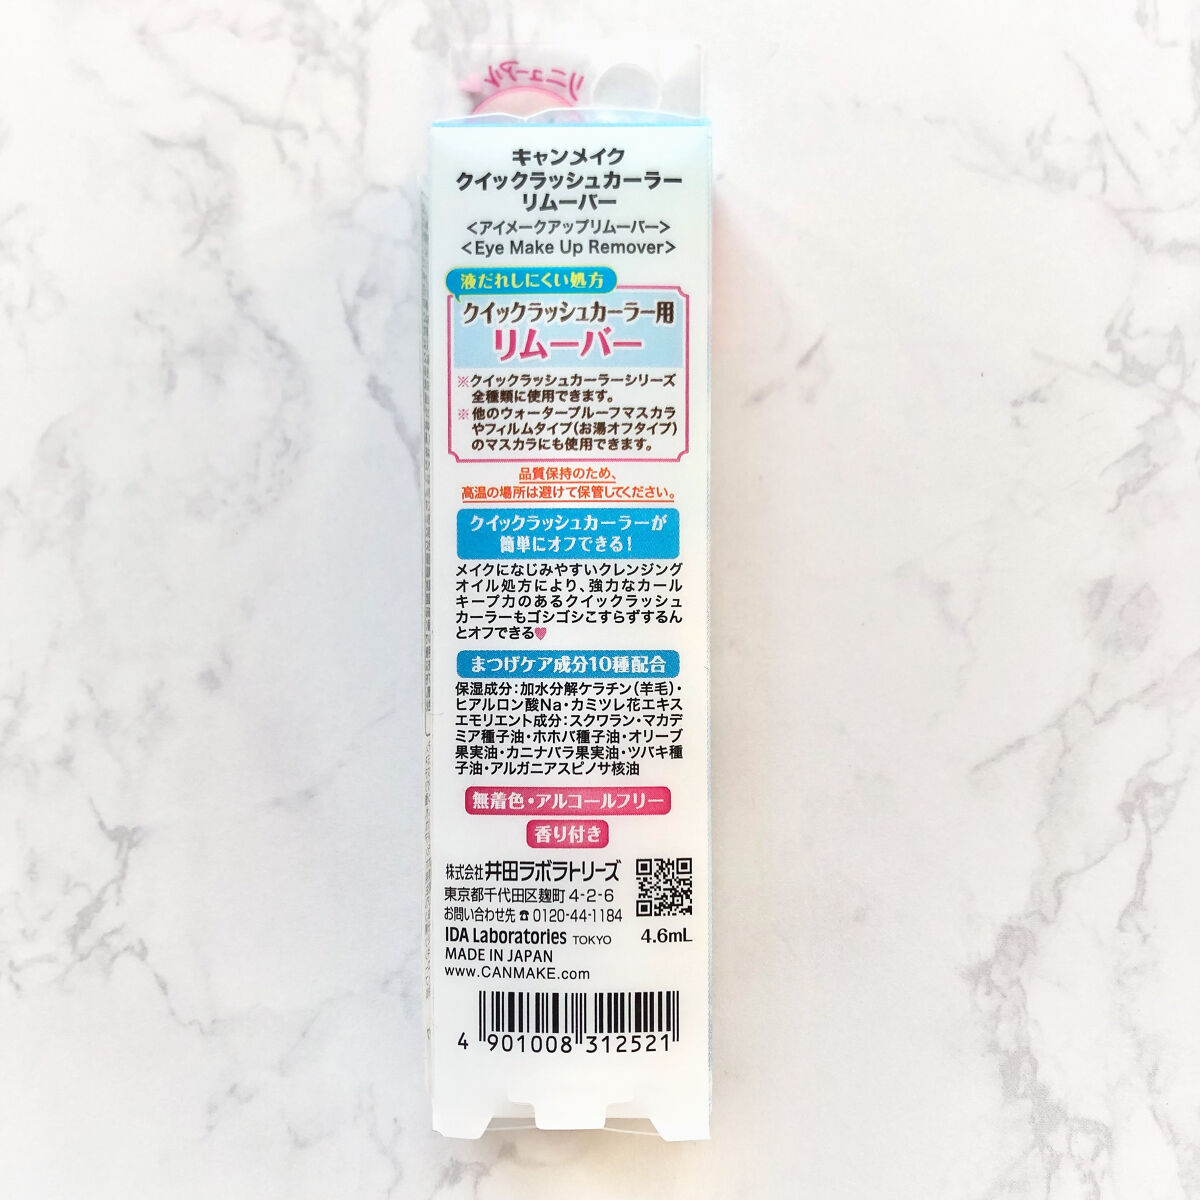 リニューアル
キャンメイク
クイックラッシュカーラー
リムーバー
<アイメークアップリムーバー>
<Eye Make Up Remover>
液だれしにくい処方
クイックラッシュカーラー用
リムーバー
※クイックラッシュカーラーシリーズ
全種類に使用できます。
※他のウォータープルーフマスカラ
やフィルムタイプ(お湯オフタイプ)
のマスカラにも使用できます。
品質保持のため、
高温の場所は避けて保管してください。
クイックラッシュカーラーが
簡単にオフできる!
メイクになじみやすいクレンジング
オイル処方により、強力なカール
キープ力のあるクイックラッシュ
カーラーもゴシゴシこすらずするん
とオフできる♥
まつげケア成分10種配合
保湿成分:加水分解ケラチン(羊毛)・
ヒアルロン酸Na・カミツレ花エキス
エモリエント成分:スクワラン・マカデ
ミア種子油・ホホバ種子油・オリーブ
果実油・カニナバラ果実油・ツバキ種
子油・アルガニアスピノサ核油
無着色・アルコールフリー
香り付き
株式会社井田ラボラトリーズ
東京都千代田区麹町4-2-6
お問い合わせ先☎0120-44-1184
IDA Laboratories TOKYO
4.6mL
MADE IN JAPAN
www.CANMAKE.com
4 901008 312521